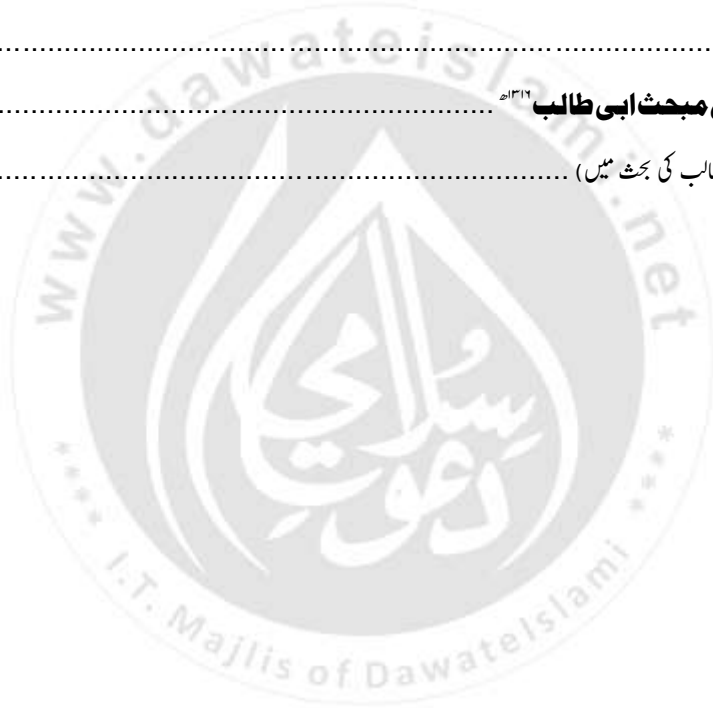 ................................................................................
مبحث ابی طالب ۱۳۱۶ھ ........................................................
الب کی بحث میں) ................................................................
www.dawateislami.net
دعوتِ اسلامی
**** I.T. Majlis of DawateIslami ****